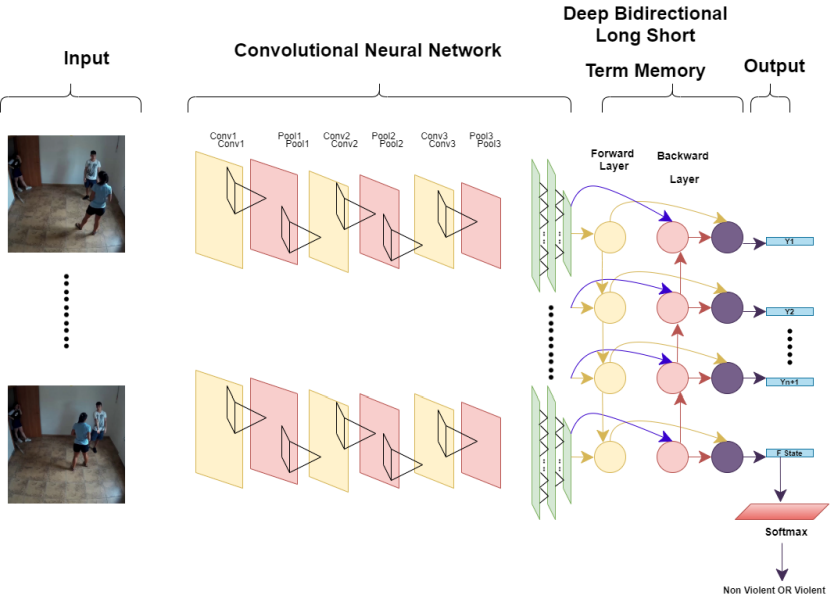 Input
Convolutional Neural Network
Deep Bidirectional
Long Short
Term Memory
Output
Conv1
Conv1
Pool1
Pool1
Conv2
Conv2
Pool2
Pool2
Conv3
Conv3
Pool3
Pool3
Forward
Layer
Backward
Layer
Y1
Y2
Yn+1
F_State
Softmax
Non Violent OR Violent